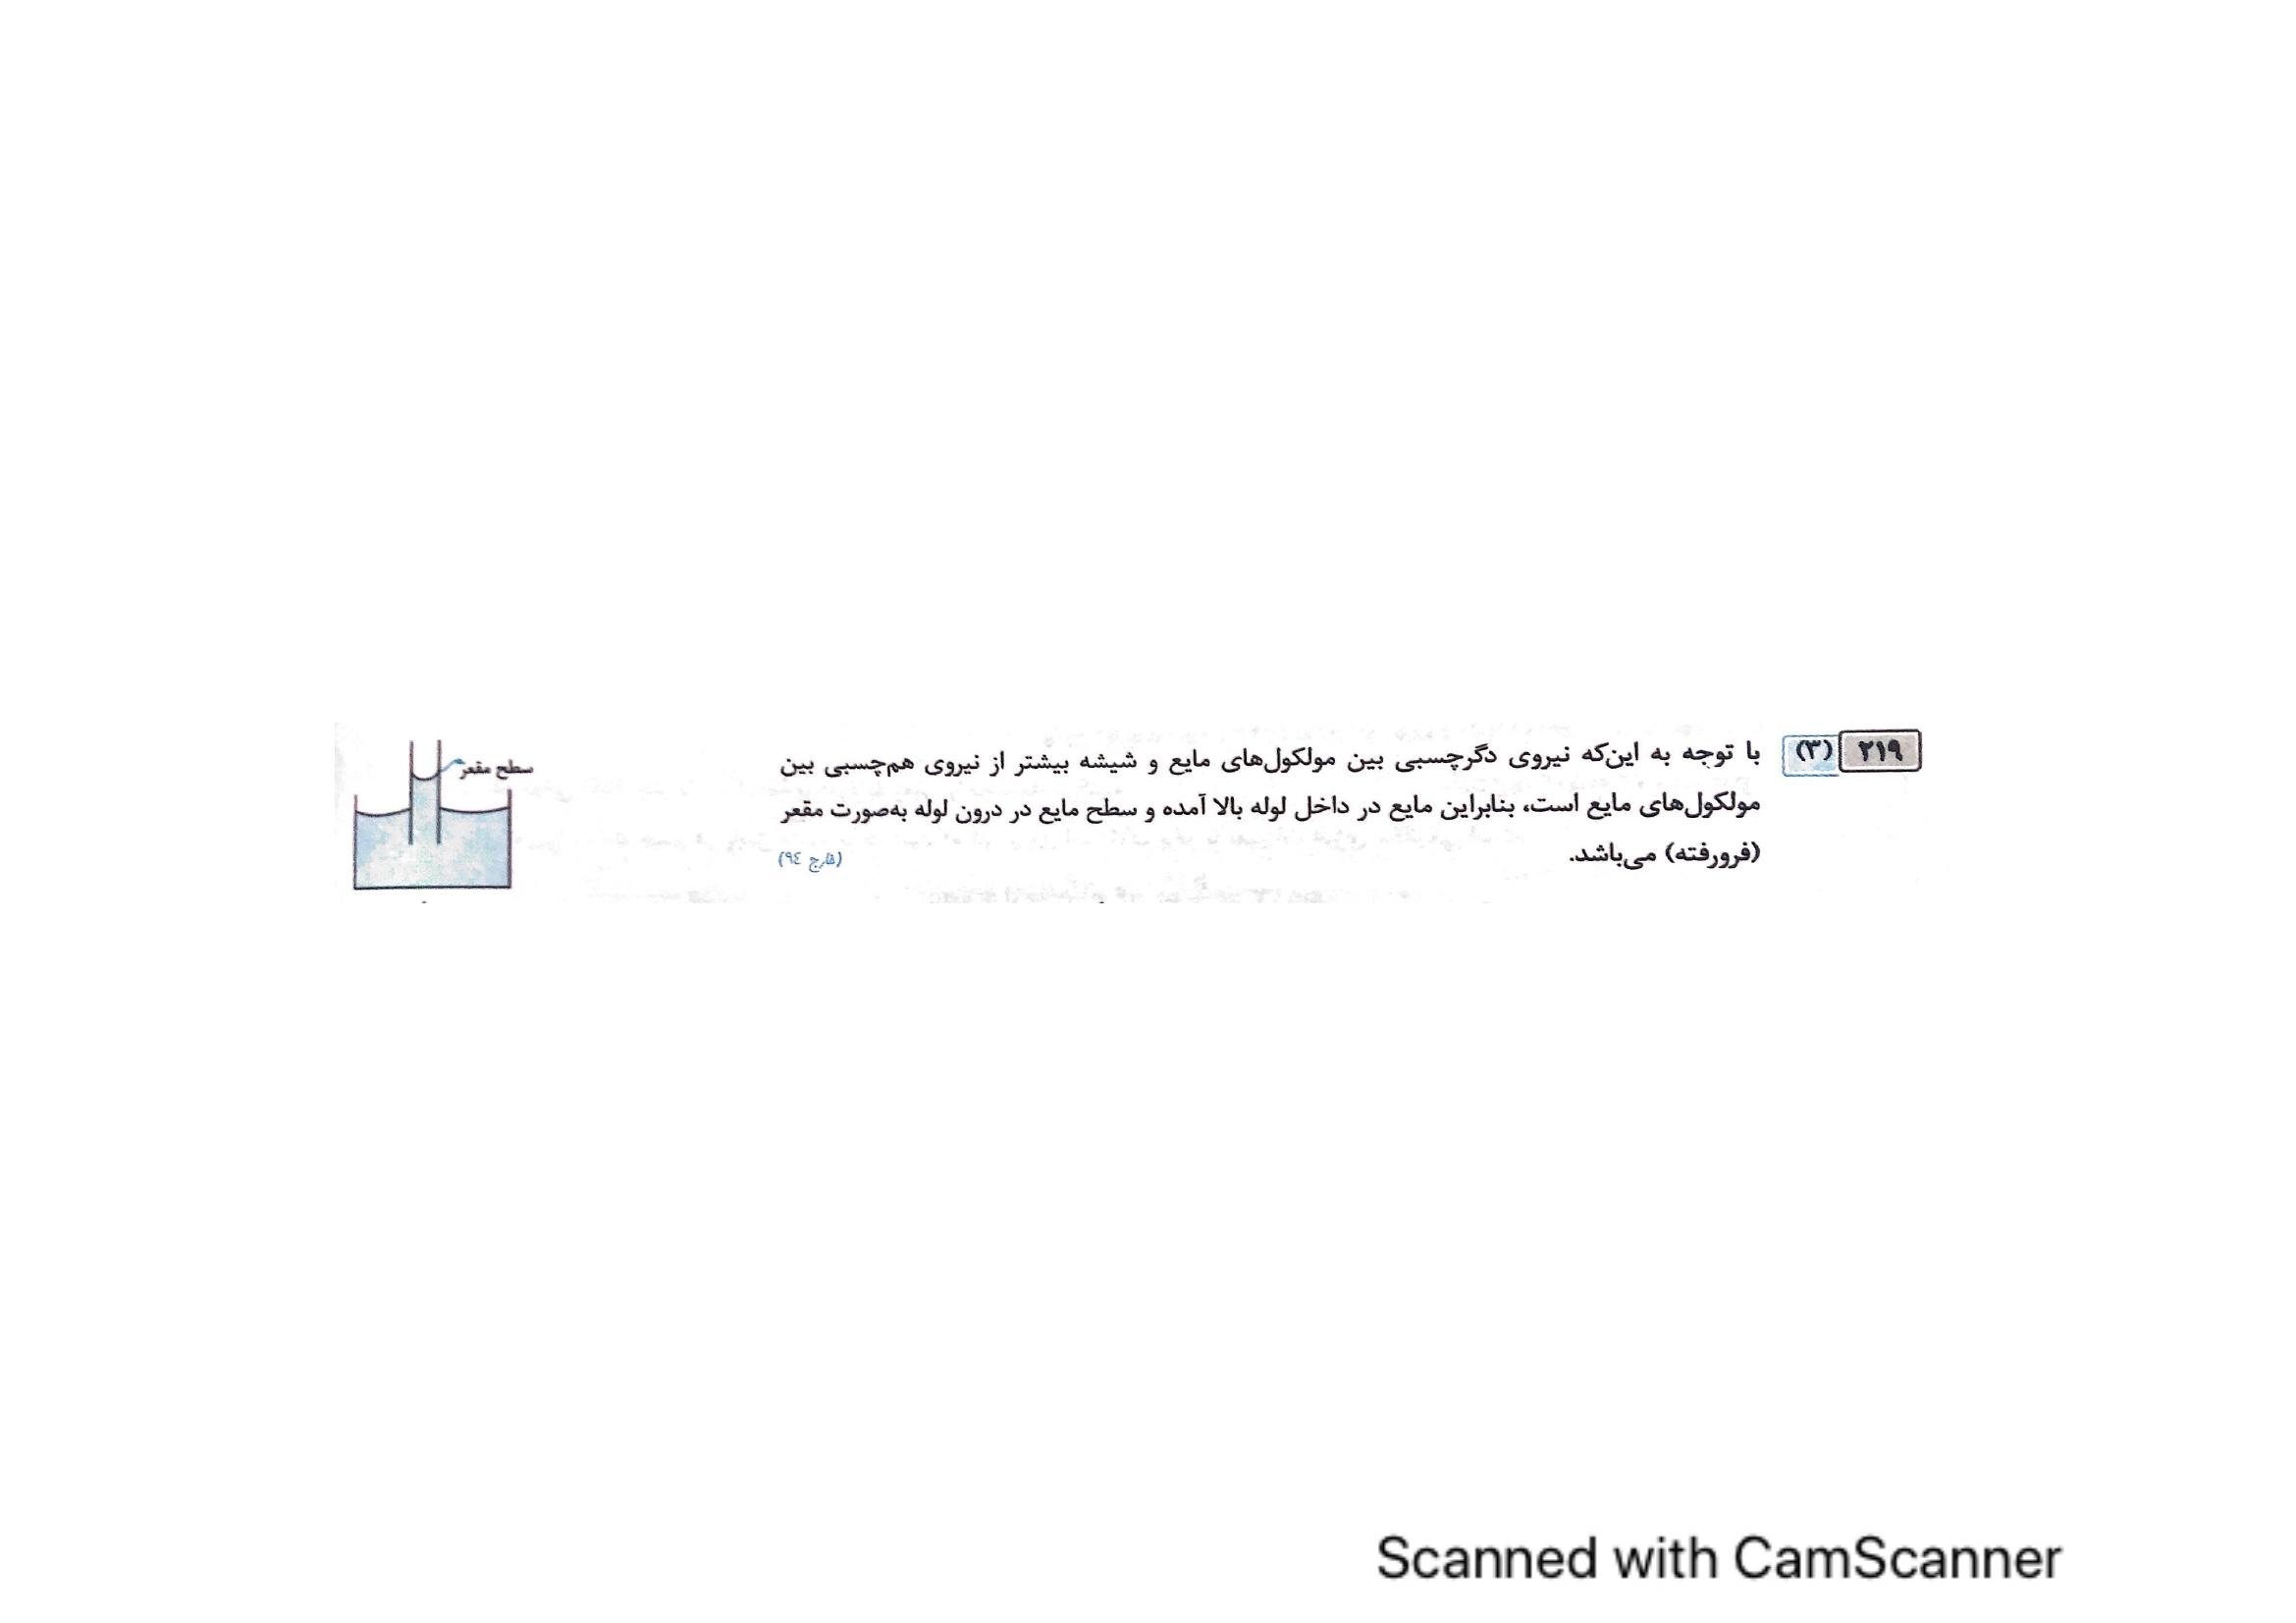 ۲۱۹ (۳) با توجه به این‌که نیروی دگرچسبی بین مولکول‌های مایع و شیشه بیشتر از نیروی هم‌چسبی بین
مولکول‌های مایع است، بنابراین مایع در داخل لوله بالا آمده و سطح مایع در درون لوله به‌صورت مقعر
(فرورفته) می‌باشد.
(خارج ۹۴)
سطح مقعر
Scanned with CamScanner